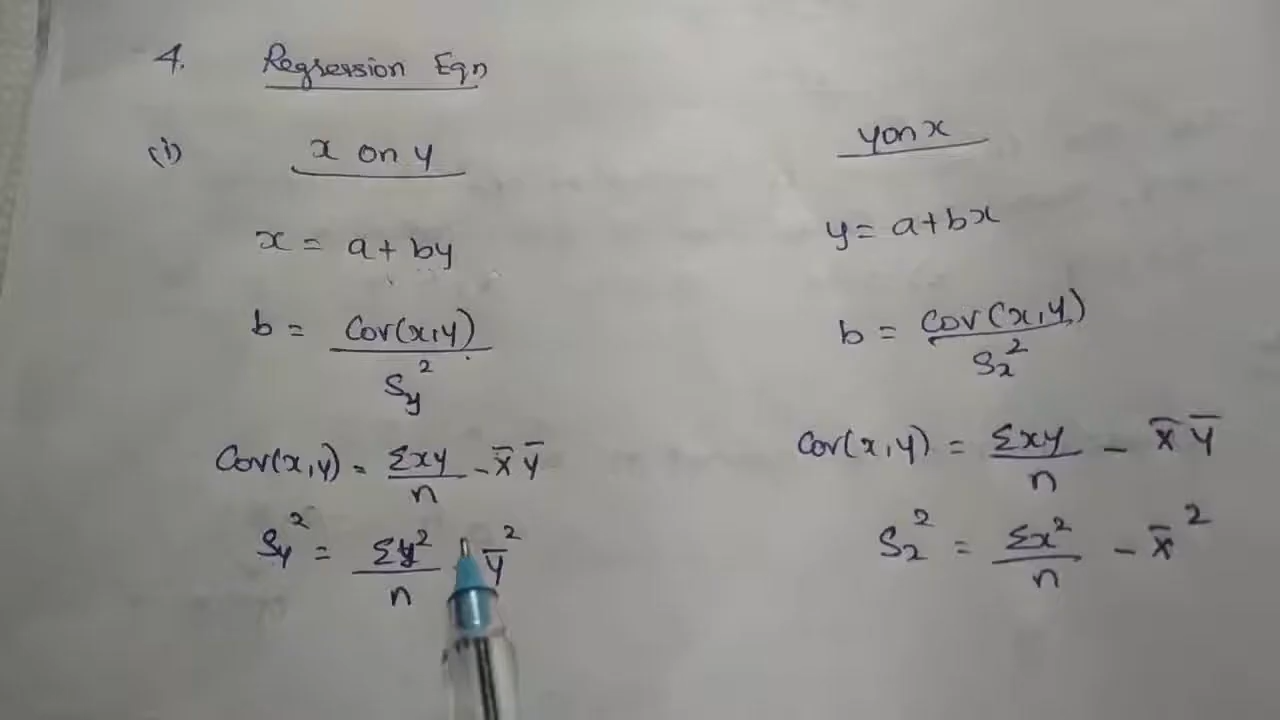 4. Regression Eqn
(i) x on y
x = a + by
b = Cov(x,y) / Sy²
Cov(x,y) = Σxy / n - x̄ ȳ
Sy² = Σy² / n ȳ²
y on x
y = a + bx
b = Cov(x,y) / Sx²
Cov(x,y) = Σxy / n - x̄ ȳ
Sx² = Σx² / n - x̄²